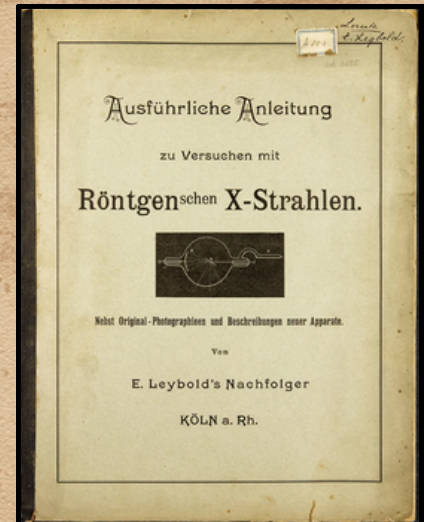 t. Leybold.
Ausführliche Anleitung
zu Versuchen mit
Röntgenschen X-Strahlen.
Nebst Original-Photographieen und Beschreibungen neuer Apparate.
Von
E. Leybold's Nachfolger
KÖLN a. Rh.